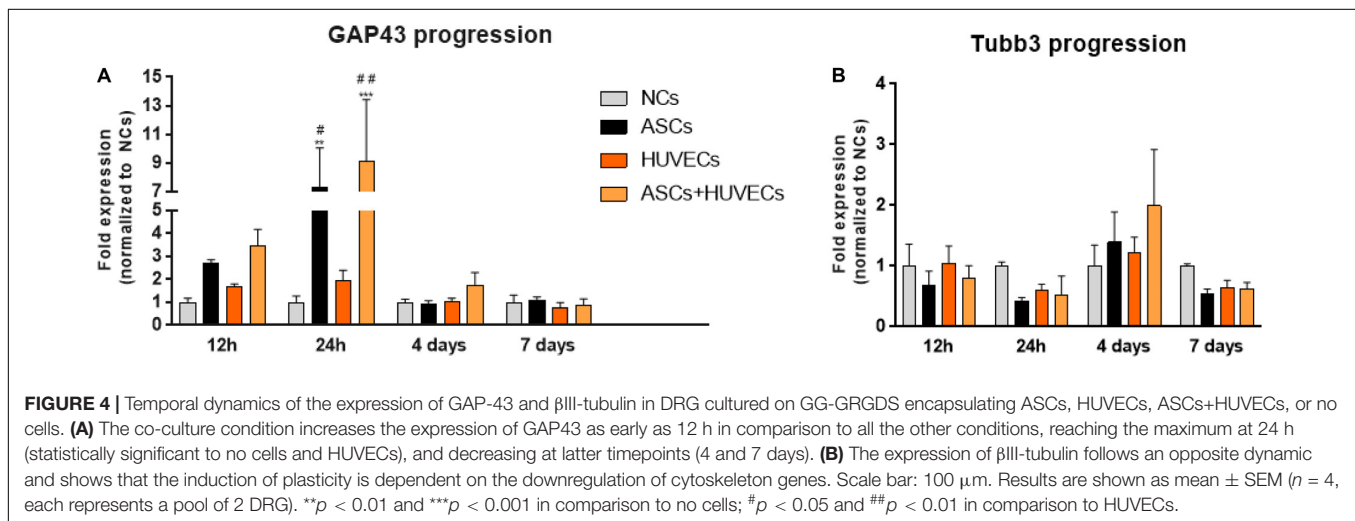 GAP43 progression
A
Fold expression
(normalized to NCs)
15
13
11
9
7
5
4
3
2
1
0
#
**
# #
***
12h
24h
4 days
7 days
NCs
ASCs
HUVECs
ASCs+HUVECs
Tubb3 progression
B
Fold expression
(normalized to NCs)
4
3
2
1
0
12h
24h
4 days
7 days
FIGURE 4 | Temporal dynamics of the expression of GAP-43 and βIII-tubulin in DRG cultured on GG-GRGDS encapsulating ASCs, HUVECs, ASCs+HUVECs, or no
cells. (A) The co-culture condition increases the expression of GAP43 as early as 12 h in comparison to all the other conditions, reaching the maximum at 24 h
(statistically significant to no cells and HUVECs), and decreasing at latter timepoints (4 and 7 days). (B) The expression of βIII-tubulin follows an opposite dynamic
and shows that the induction of plasticity is dependent on the downregulation of cytoskeleton genes. Scale bar: 100 μm. Results are shown as mean ± SEM (n = 4,
each represents a pool of 2 DRG). **p < 0.01 and ***p < 0.001 in comparison to no cells; #p < 0.05 and ##p < 0.01 in comparison to HUVECs.